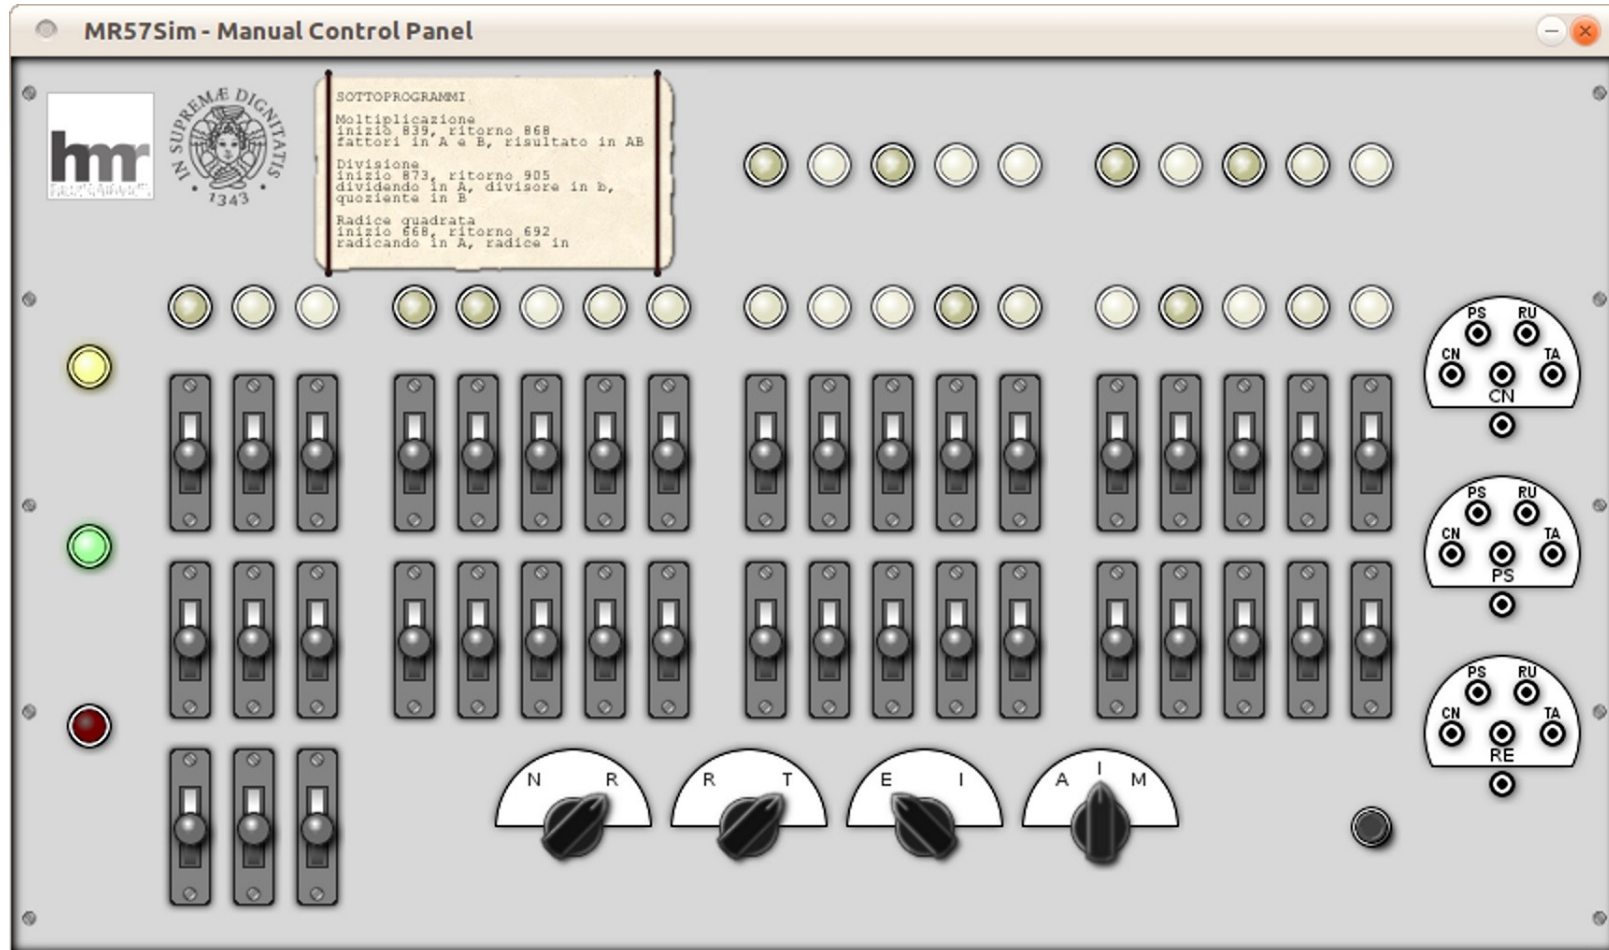 MR57Sim - Manual Control Panel
hmr
IN SUPREMÆ DIGNITATIS
1343
SOTTOPROGRAMMI
Moltiplicazione
inizio 839, ritorno 868
fattori in A e B, risultato in AB
Divisione
inizio 873, ritorno 905
dividendo in A, divisore in b,
quoziente in B
Radice quadrata
inizio 668, ritorno 692
radicando in A, radice in
PS RU
CN TA
CN
PS RU
CN TA
PS
PS RU
CN TA
RE
N R
R T
E I
A I M